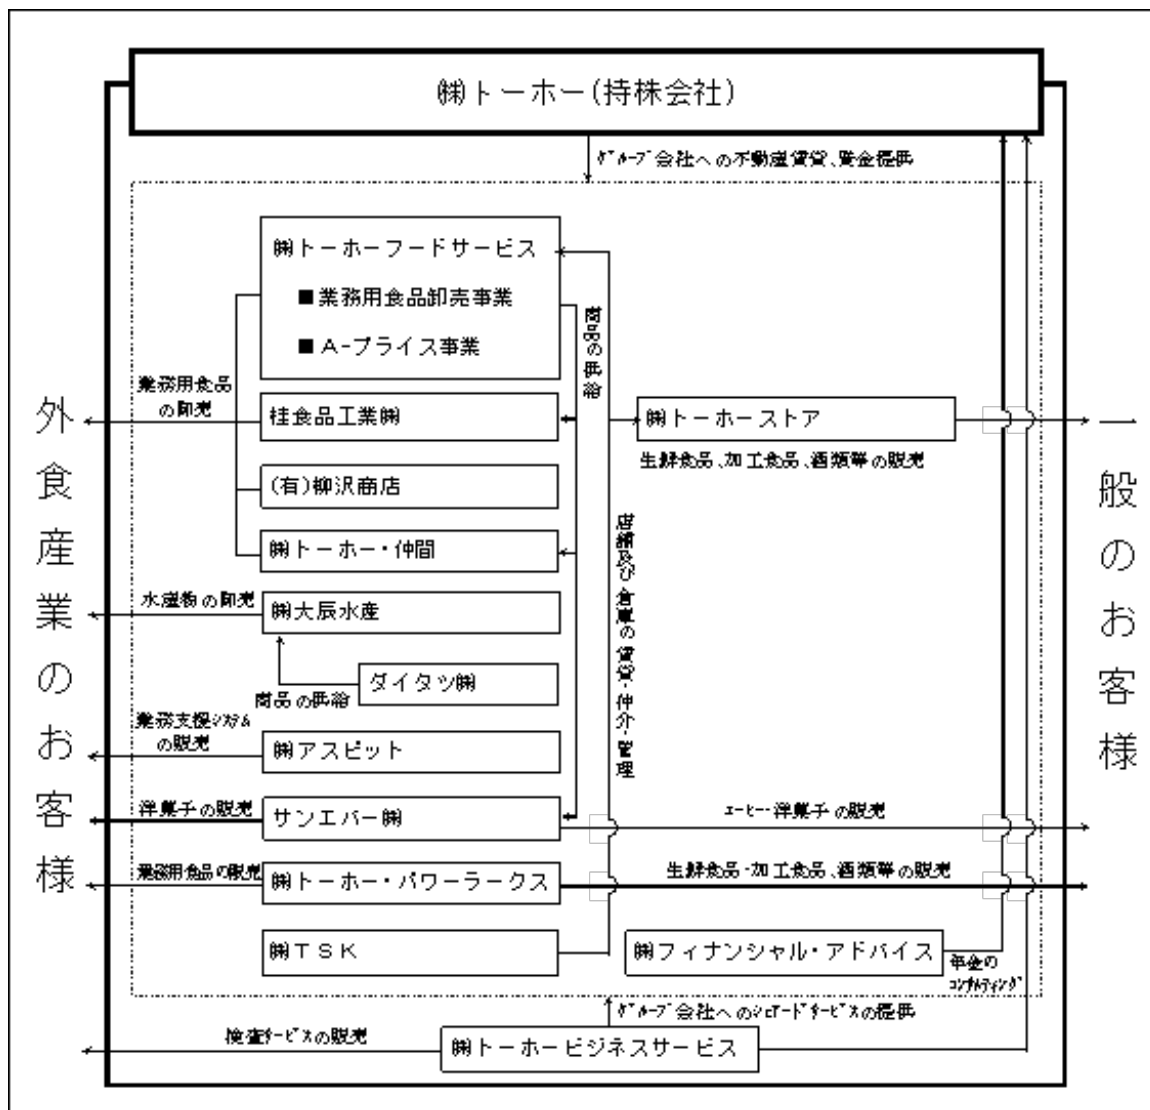 ㈱トーホー(持株会社)
ｸﾞﾙｰﾌﾟ会社への不動産賃貸、資金提供
㈱トーホーフードサービス
■業務用食品卸売事業
■A-プライス事業
商品の供給
業務用食品
の卸売
桂食品工業㈱
㈱トーホーストア
生鮮食品、加工食品、酒類等の販売
(有)柳沢商店
㈱トーホー・仲間
店舗及び倉庫の賃貸・仲介・管理
水産物の卸売
㈱大辰水産
ダイタツ㈱
商品の供給
業務支援ｼｽﾃﾑ
の販売
㈱アスピット
洋菓子の販売
サンエバー㈱
ｺｰﾋｰ・洋菓子の販売
業務用食品の販売
㈱トーホー・パワーラークス
生鮮食品・加工食品、酒類等の販売
㈱TSK
㈱フィナンシャル・アドバイス
年金の
ｺﾝｻﾙﾃｨﾝｸﾞ
ｸﾞﾙｰﾌﾟ会社へのｼｪｱｰﾄﾞｻｰﾋﾞｽの提供
検査ｻｰﾋﾞｽの販売
㈱トーホービジネスサービス
外食産業のお客様
一般のお客様